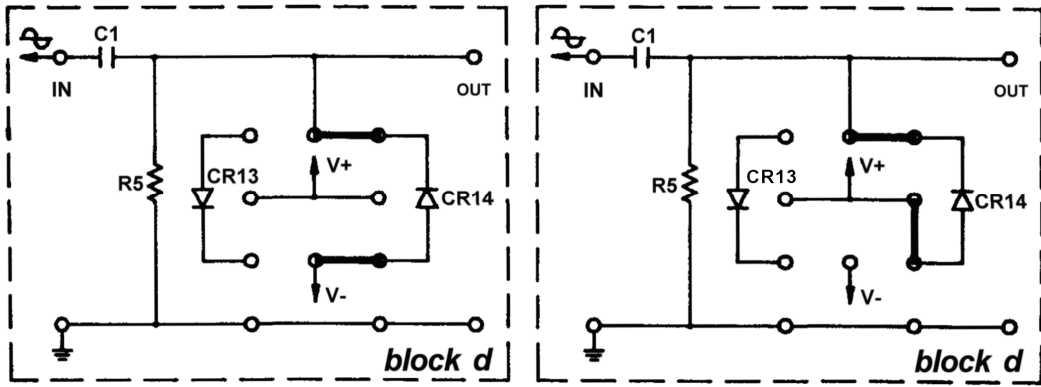 C1
IN
OUT
R5
CR13
V+
CR14
V-
block d
C1
IN
OUT
R5
CR13
V+
CR14
V-
block d